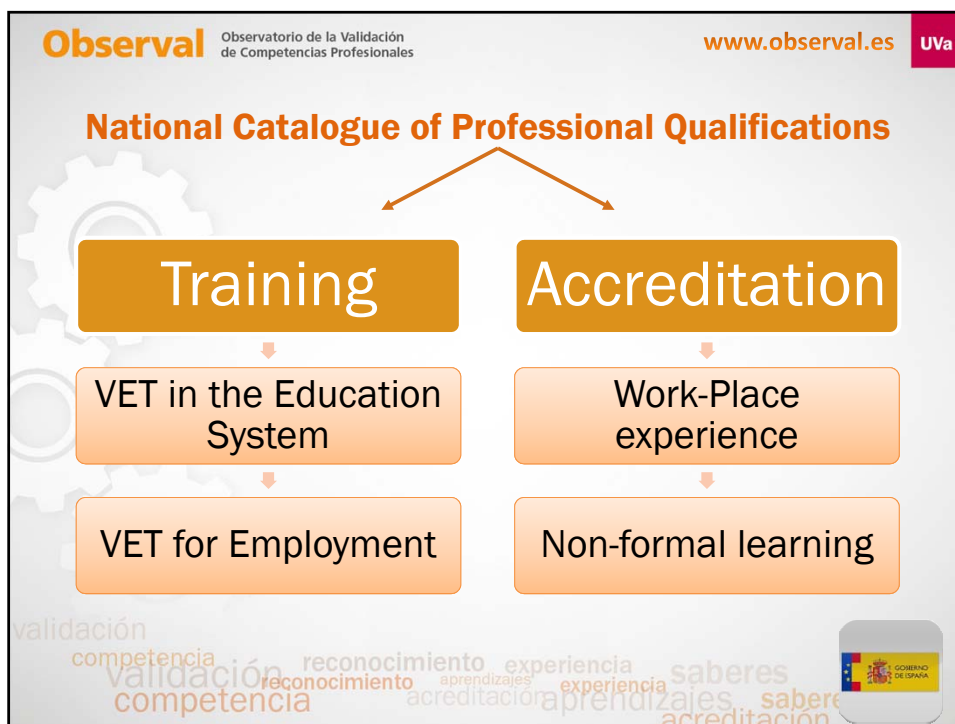 Observal
Observatorio de la Validación
de Competencias Profesionales
www.observal.es
UVa
National Catalogue of Professional Qualifications
Training
Accreditation
VET in the Education
System
Work-Place
experience
VET for Employment
Non-formal learning
validación
competencia
validación
reconocimiento
experiencia
saberes
reconocimiento
aprendizajes
experiencia
competencia
acreditación
aprendizajes
sabere
acreditación
GOBIERNO
DE ESPAÑA